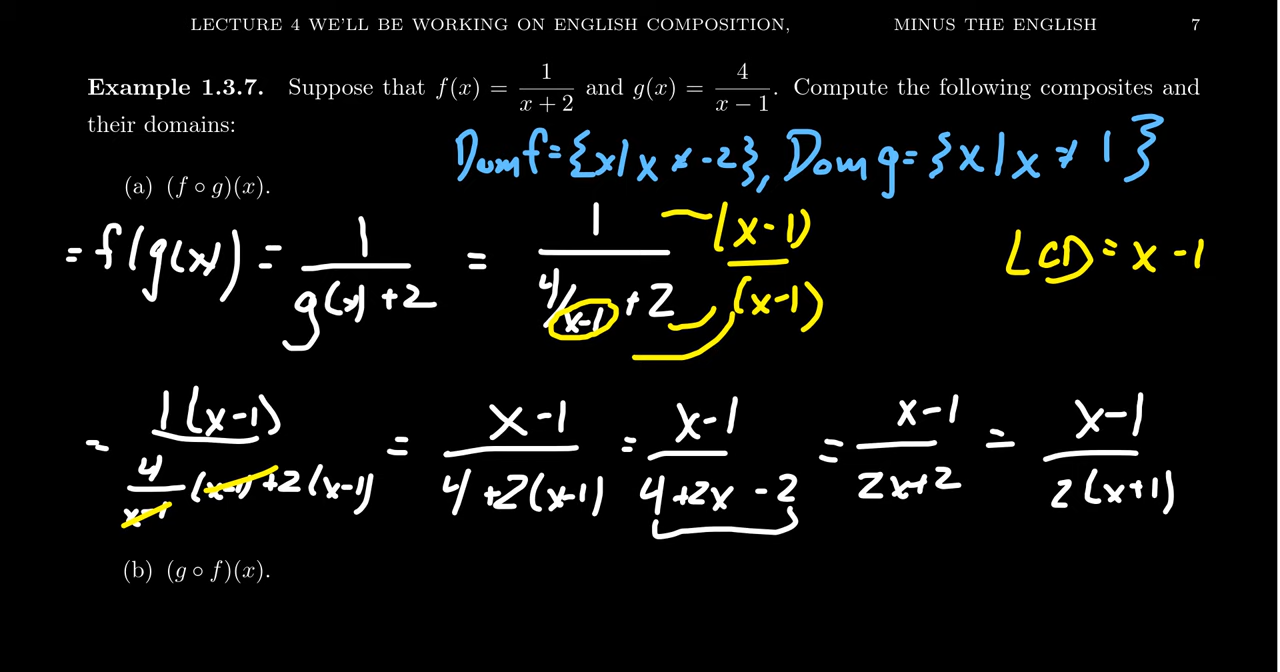 LECTURE 4 WE'LL BE WORKING ON ENGLISH COMPOSITION, MINUS THE ENGLISH 7
Example 1.3.7. Suppose that f(x) = 1/(x + 2) and g(x) = 4/(x − 1). Compute the following composites and
their domains:
Dom f = {x | x ≠ -2}, Dom g = {x | x ≠ 1}
(a) (f ∘ g)(x).
= f(g(x)) = 1/(g(x) + 2) = 1/(4/(x-1) + 2) (x-1)/(x-1) LCD = x - 1
= 1(x-1)/(4/(x-1) (x-1) + 2(x-1)) = (x-1)/(4+2(x-1)) = (x-1)/(4+2x-2) = (x-1)/(2x+2) = (x-1)/(2(x+1))
(b) (g ∘ f)(x).